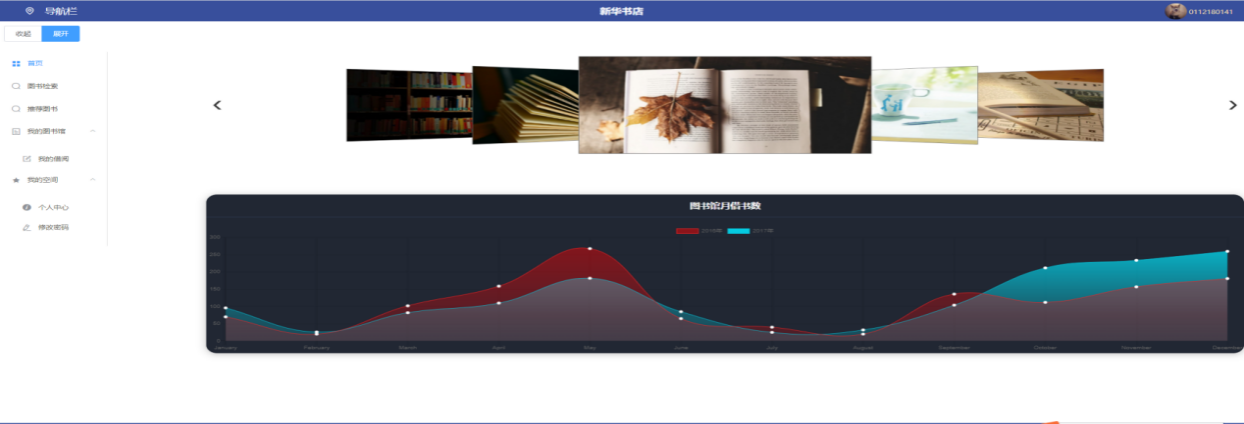 导航栏
新华书店
0112180141
收起 展开
首页
图书检索
推荐图书
我的图书馆
我的借阅
我的空间
个人中心
修改密码
图书馆月借书数
2010年 2011年
300
250
200
150
100
50
0
January February March April May June July August September October November December